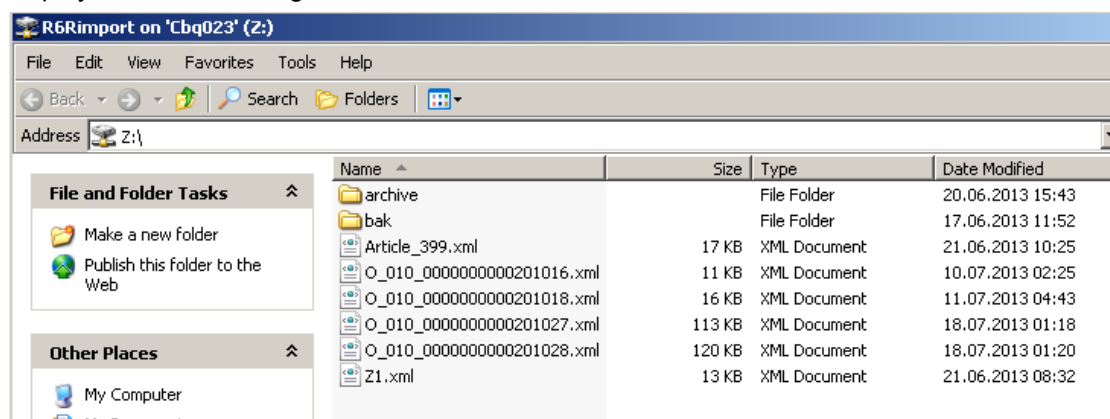 R6Rimport on 'Cbq023' (Z:)
File Edit View Favorites Tools Help
Back Search Folders
Address Z:\
Name Size Type Date Modified
File and Folder Tasks
Make a new folder
Publish this folder to the
Web
Other Places
My Computer
archive File Folder 20.06.2013 15:43
bak File Folder 17.06.2013 11:52
Article_399.xml 17 KB XML Document 21.06.2013 10:25
O_010_0000000000201016.xml 11 KB XML Document 10.07.2013 02:25
O_010_0000000000201018.xml 16 KB XML Document 11.07.2013 04:43
O_010_0000000000201027.xml 113 KB XML Document 18.07.2013 01:18
O_010_0000000000201028.xml 120 KB XML Document 18.07.2013 01:20
Z1.xml 13 KB XML Document 21.06.2013 08:32